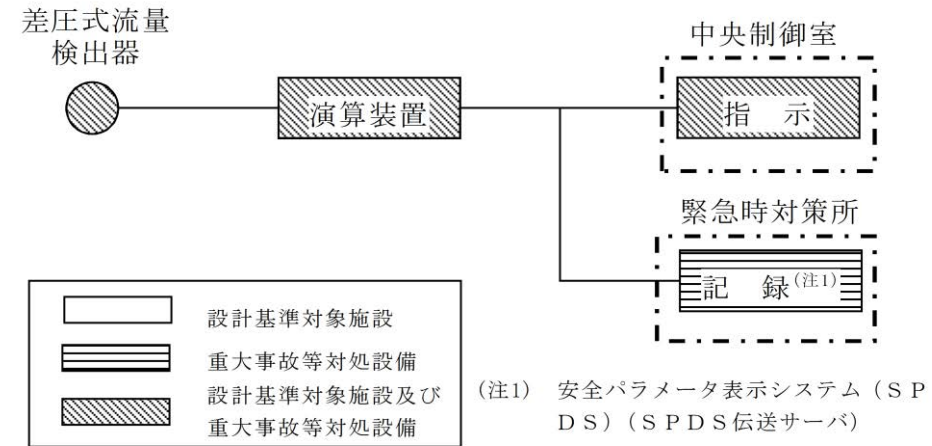 差圧式流量
検出器
演算装置
中央制御室
指　示
緊急時対策所
記　録(注1)
設計基準対象施設
重大事故等対処設備
設計基準対象施設及び
重大事故等対処設備
(注1)　安全パラメータ表示システム（ＳＰ
ＤＳ）（ＳＰＤＳ伝送サーバ）